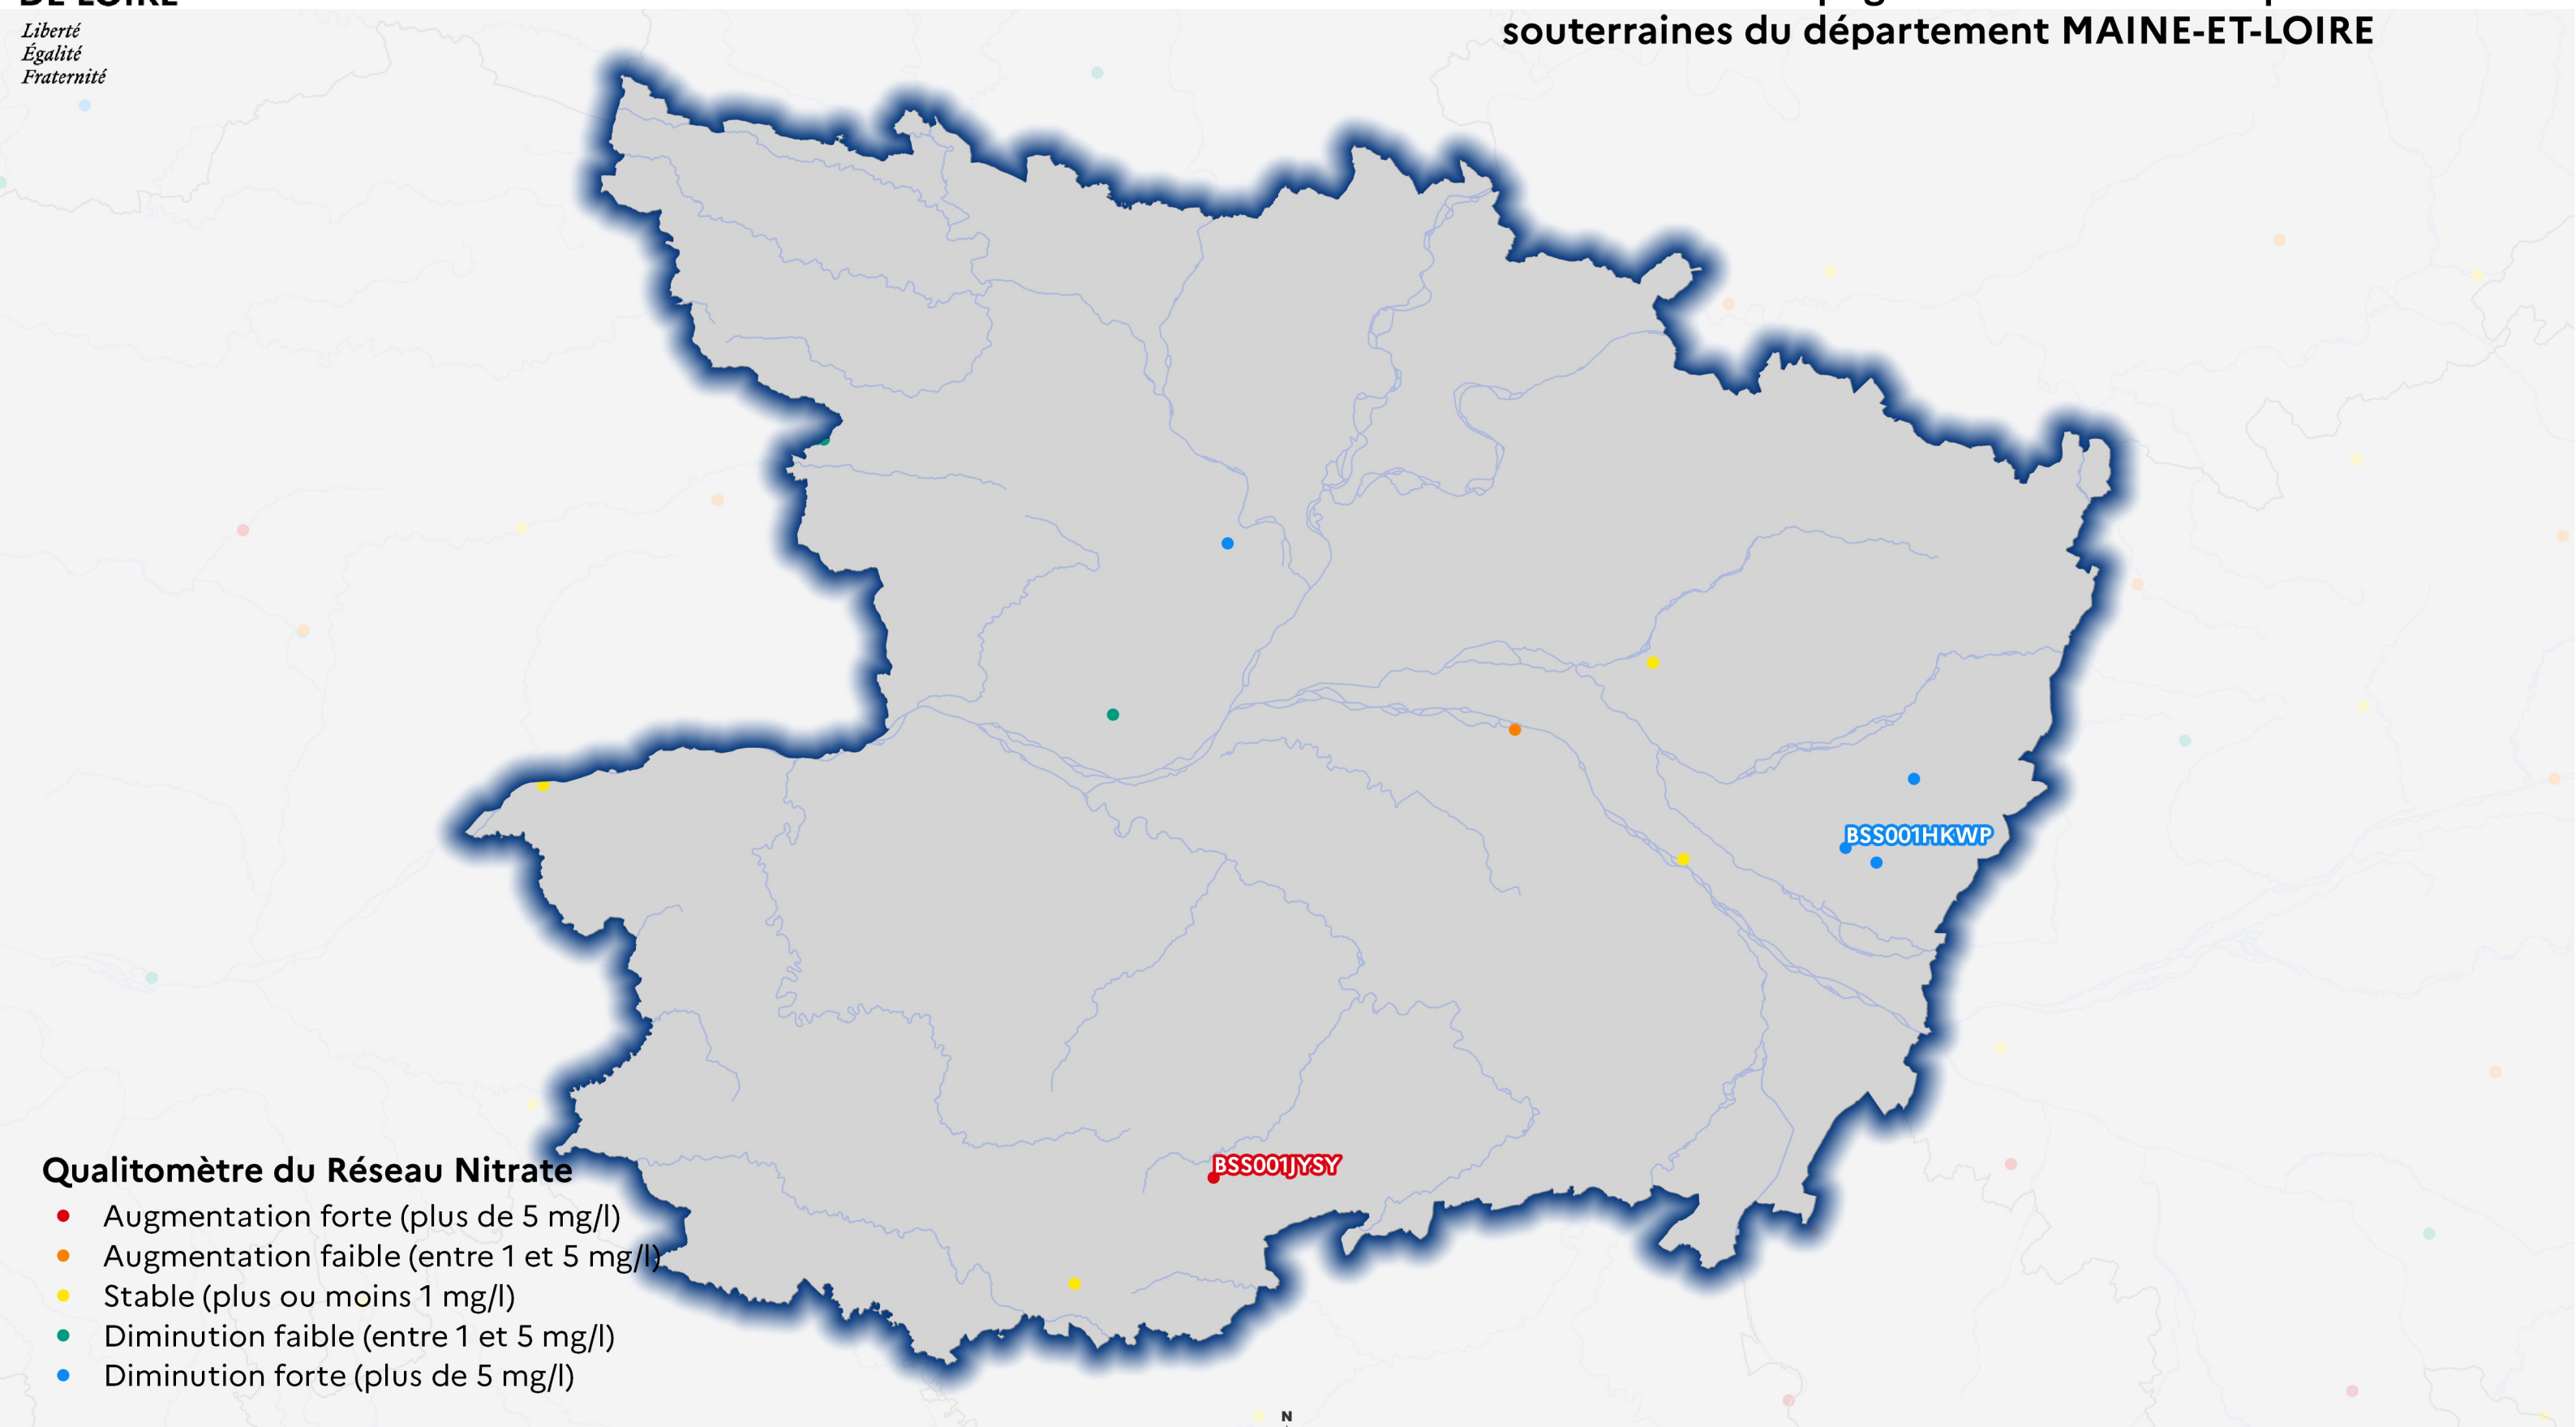 DE LOIRE
Liberté
Égalité
Fraternité
souterraines du département MAINE-ET-LOIRE
BSS001HKWP
BSS001JYSY
Qualitomètre du Réseau Nitrate
Augmentation forte (plus de 5 mg/l)
Augmentation faible (entre 1 et 5 mg/l)
Stable (plus ou moins 1 mg/l)
Diminution faible (entre 1 et 5 mg/l)
Diminution forte (plus de 5 mg/l)
N